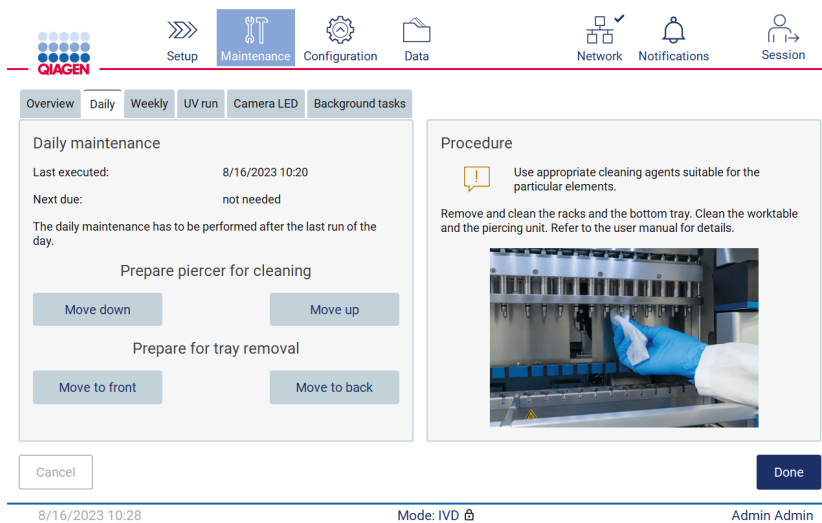 QIAGEN
Setup
Maintenance
Configuration
Data
Network
Notifications
Session
Overview
Daily
Weekly
UV run
Camera LED
Background tasks
Daily maintenance
Last executed: 8/16/2023 10:20
Next due: not needed
The daily maintenance has to be performed after the last run of the
day.
Prepare piercer for cleaning
Move down
Move up
Prepare for tray removal
Move to front
Move to back
Procedure
Use appropriate cleaning agents suitable for the
particular elements.
Remove and clean the racks and the bottom tray. Clean the worktable
and the piercing unit. Refer to the user manual for details.
Cancel
Done
8/16/2023 10:28
Mode: IVD
Admin Admin